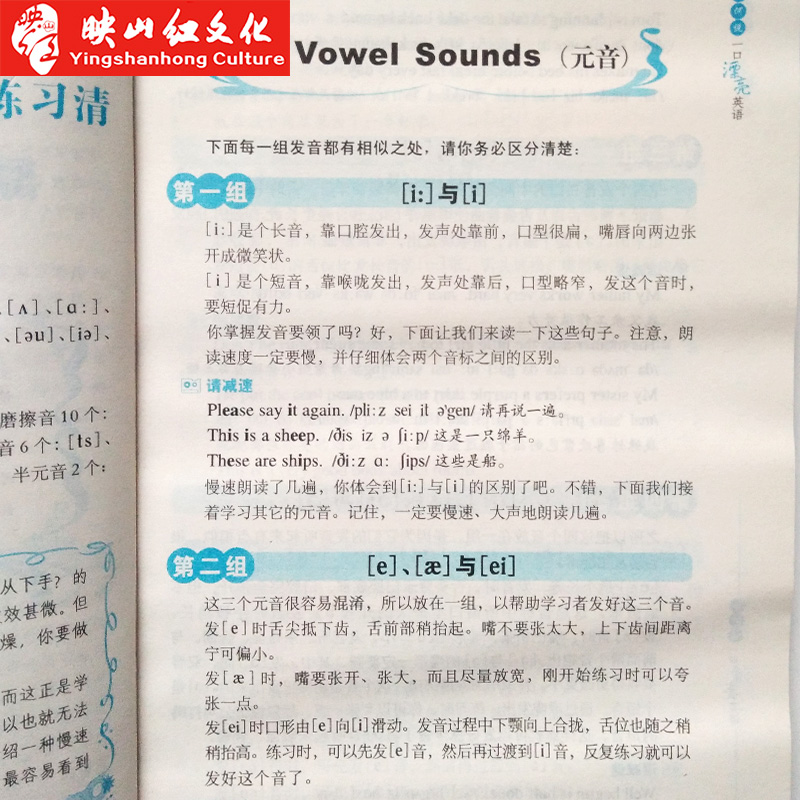 映山红文化
Yingshanhong Culture
练习清
[ʌ]、[ɑː]、
、[əu]、[iə]、
磨擦音10个：
音6个：[ts]、
半元音2个：
从下手？的
效甚微。但
燥，你要做
而这正是学
以也就无法
绍一种慢速
最容易看到
说一口
漂亮
英语
Vowel Sounds（元音）
下面每一组发音都有相似之处，请你务必区分清楚：
第一组
[iː]与[i]
[iː]是个长音，靠口腔发出，发声处靠前，口型很扁，嘴唇向两边张
开成微笑状。
[i]是个短音，靠喉咙发出，发声处靠后，口型略窄，发这个音时，
要短促有力。
你掌握发音要领了吗？好，下面让我们来读一下这些句子。注意，朗
读速度一定要慢，并仔细体会两个音标之间的区别。
请减速
Please say it again. /pliːz sei it ə'gen/ 请再说一遍。
This is a sheep. /ðis iz ə ʃiːp/ 这是一只绵羊。
These are ships. /ðiːz ɑː ʃips/ 这些是船。
慢速朗读了几遍，你体会到[iː]与[i]的区别了吧。不错，下面我们接
着学习其它的元音。记住，一定要慢速、大声地朗读几遍。
第二组
[e]、[æ]与[ei]
这三个元音很容易混淆，所以放在一组，以帮助学习者发好这三个音。
发[e]时舌尖抵下齿，舌前部稍抬起。嘴不要张太大，上下齿间距离
宁可偏小。
发[æ]时，嘴要张开、张大，而且尽量放宽，刚开始练习时可以夸
张一点。
发[ei]时口形由[e]向[i]滑动。发音过程中下颚向上合拢，舌位也随之稍
稍抬高。练习时，可以先发[e]音，然后再过渡到[i]音，反复练习就可以
发好这个音了。